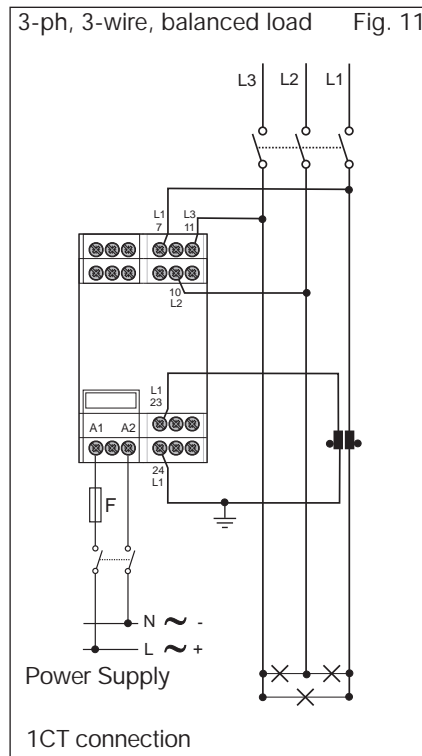 3-ph, 3-wire, balanced load Fig. 11
L3 L2 L1
L1 L3
7 11
10
L2
L1
23
A1 A2
24
L1
F
N ~ -
L ~ +
Power Supply
1CT connection